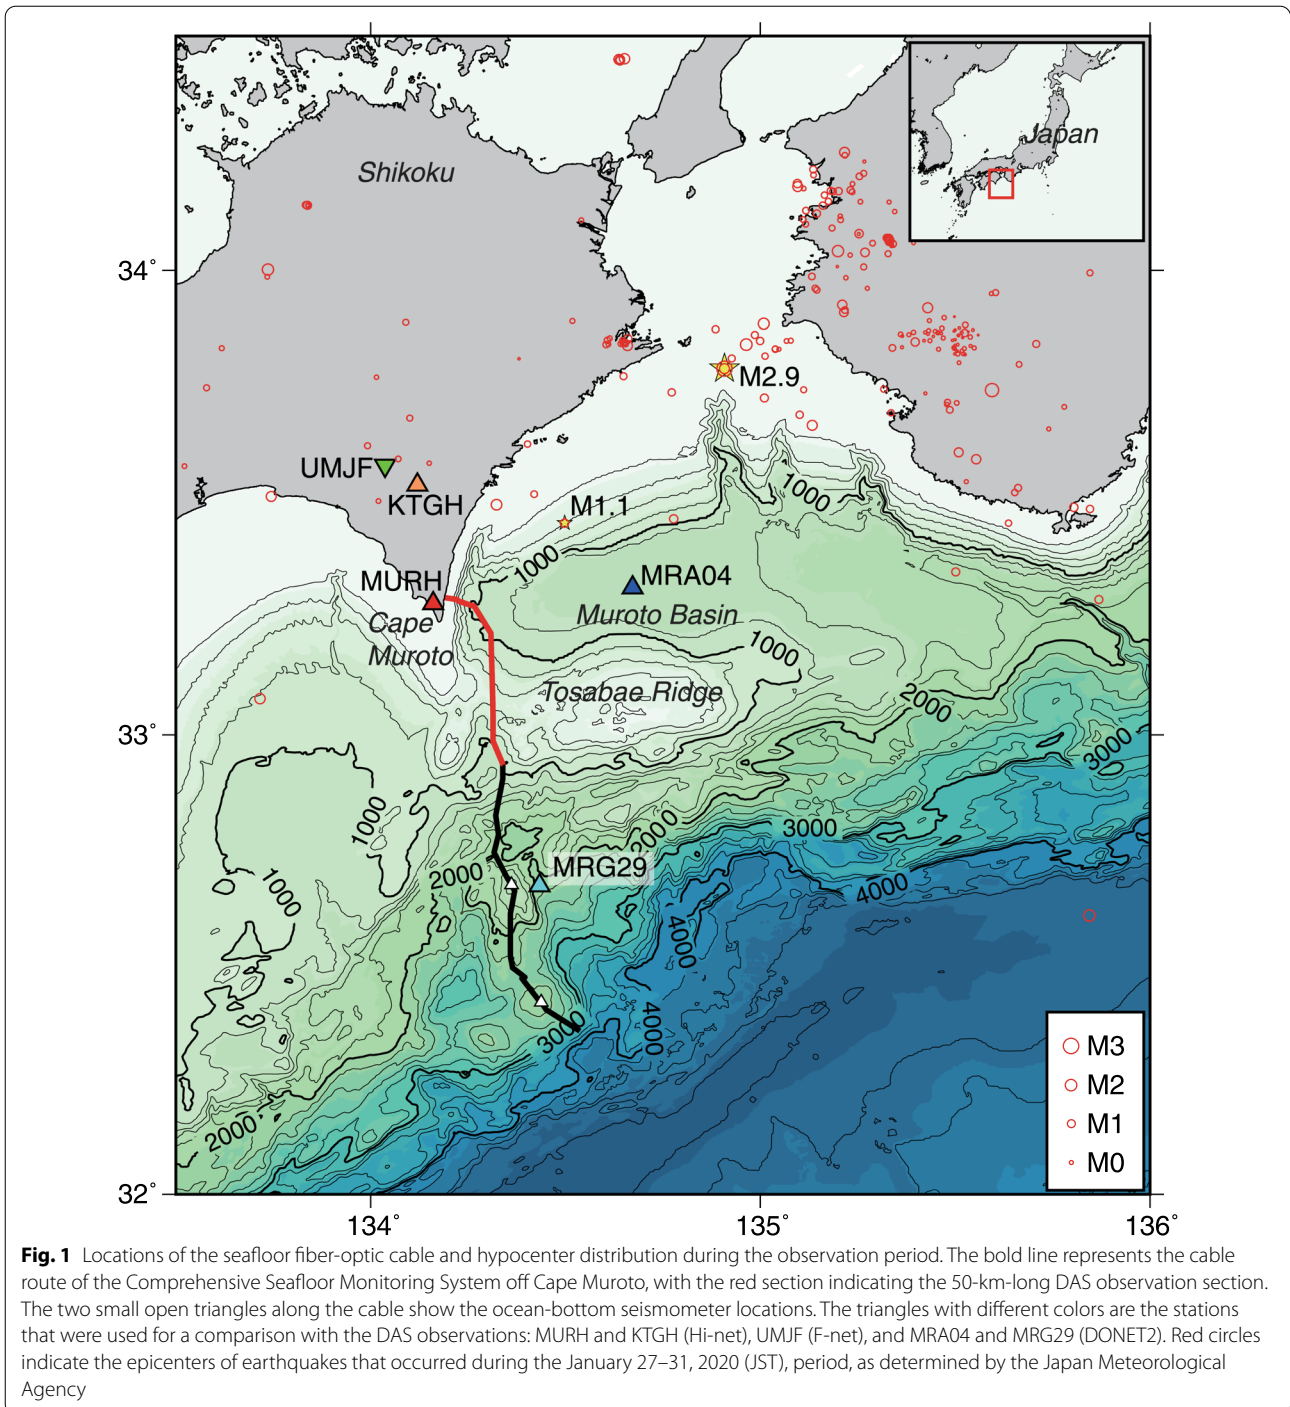 Shikoku
Japan
34°
M2.9
UMJF
KTGH
1000
M1.1
1000
MURH
MRA04
Cape
Muroto
Muroto Basin
1000
Tosabae Ridge
2000
33°
3000
1000
2000
3000
2000
MRG29
1000
4000
4000
4000
3000
2000
M3
M2
M1
M0
32°
134°
135°
136°
Fig. 1 Locations of the seafloor fiber-optic cable and hypocenter distribution during the observation period. The bold line represents the cable
route of the Comprehensive Seafloor Monitoring System off Cape Muroto, with the red section indicating the 50-km-long DAS observation section.
The two small open triangles along the cable show the ocean-bottom seismometer locations. The triangles with different colors are the stations
that were used for a comparison with the DAS observations: MURH and KTGH (Hi-net), UMJF (F-net), and MRA04 and MRG29 (DONET2). Red circles
indicate the epicenters of earthquakes that occurred during the January 27–31, 2020 (JST), period, as determined by the Japan Meteorological
Agency